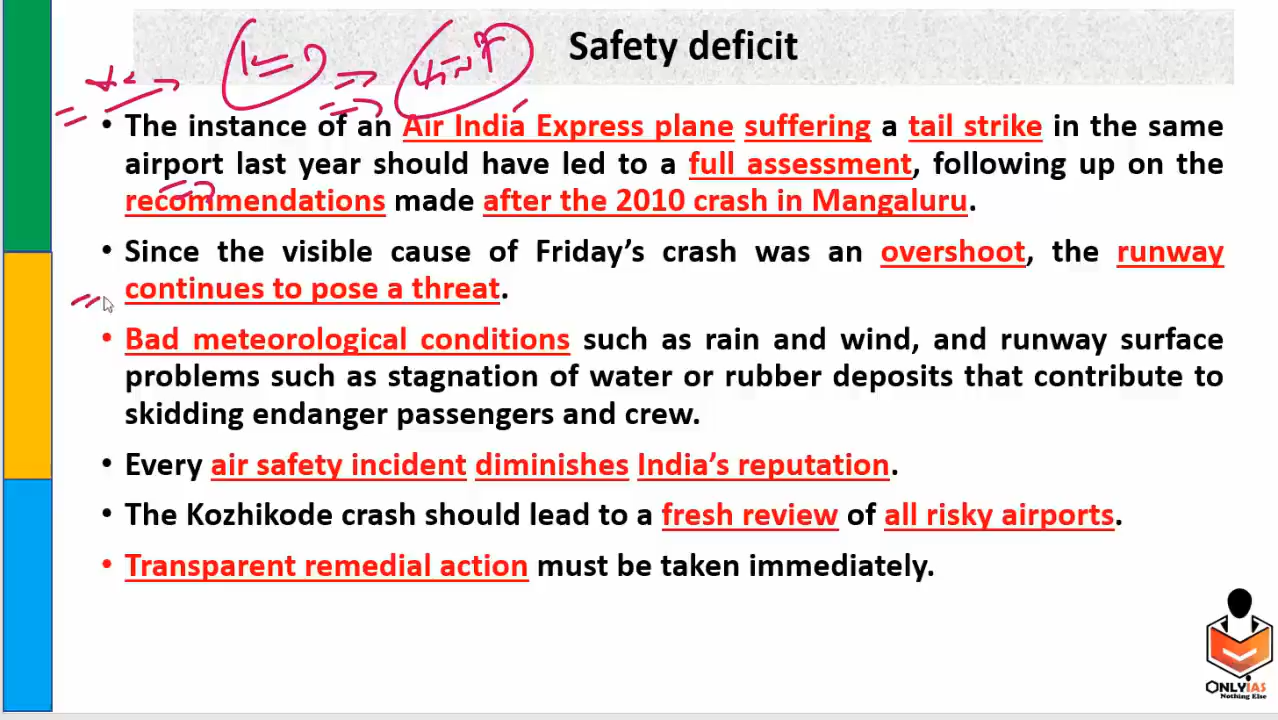 Safety deficit
• The instance of an Air India Express plane suffering a tail strike in the same
airport last year should have led to a full assessment, following up on the
recommendations made after the 2010 crash in Mangaluru.
• Since the visible cause of Friday’s crash was an overshoot, the runway
continues to pose a threat.
• Bad meteorological conditions such as rain and wind, and runway surface
problems such as stagnation of water or rubber deposits that contribute to
skidding endanger passengers and crew.
• Every air safety incident diminishes India’s reputation.
• The Kozhikode crash should lead to a fresh review of all risky airports.
• Transparent remedial action must be taken immediately.
ONLYIAS
Nothing Else